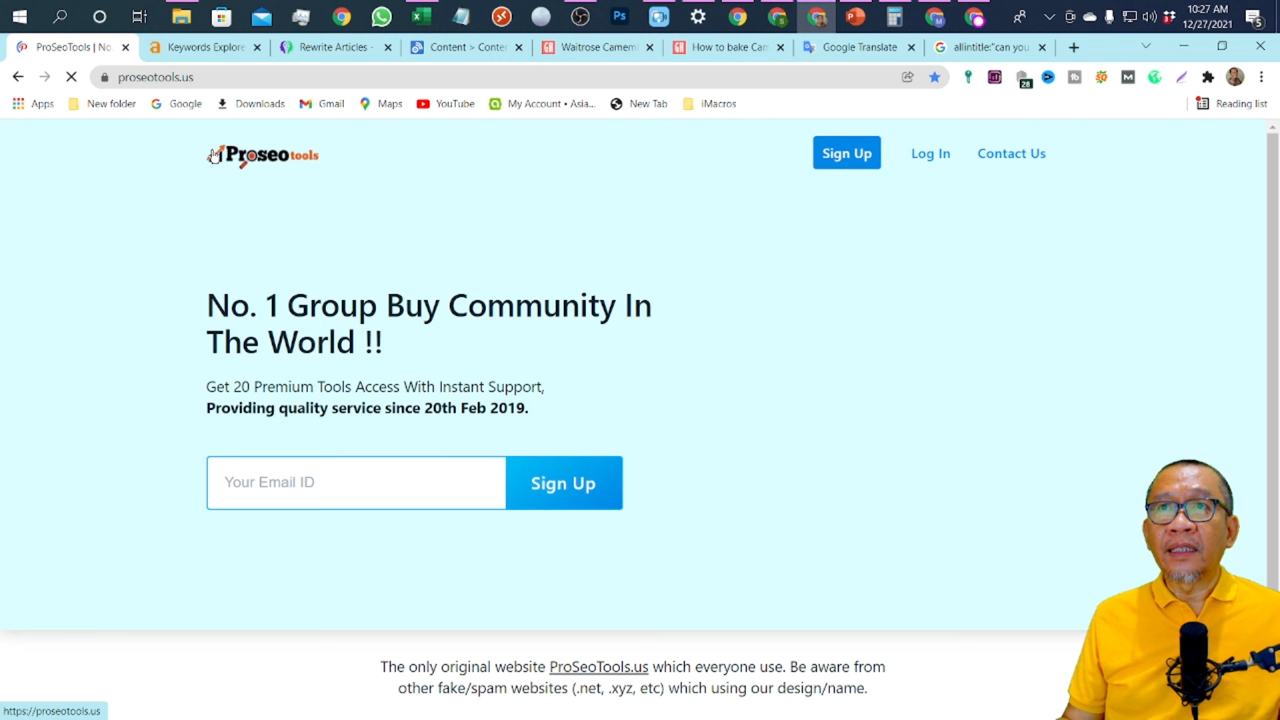 10:27 AM
12/27/2021
5
ProSeoTools | No.
Keywords Explore
Rewrite Articles -
Content > Conten
Waitrose Camem
How to bake Cam
Google Translate
allintitle:"can you
proseotools.us
28
Apps
New folder
Google
Downloads
Gmail
Maps
YouTube
My Account • Asia...
New Tab
iMacros
Reading list
Proseo tools
Sign Up
Log In
Contact Us
No. 1 Group Buy Community In
The World !!
Get 20 Premium Tools Access With Instant Support,
Providing quality service since 20th Feb 2019.
Your Email ID
Sign Up
The only original website ProSeoTools.us which everyone use. Be aware from
other fake/spam websites (.net, .xyz, etc) which using our design/name.
https://proseotools.us